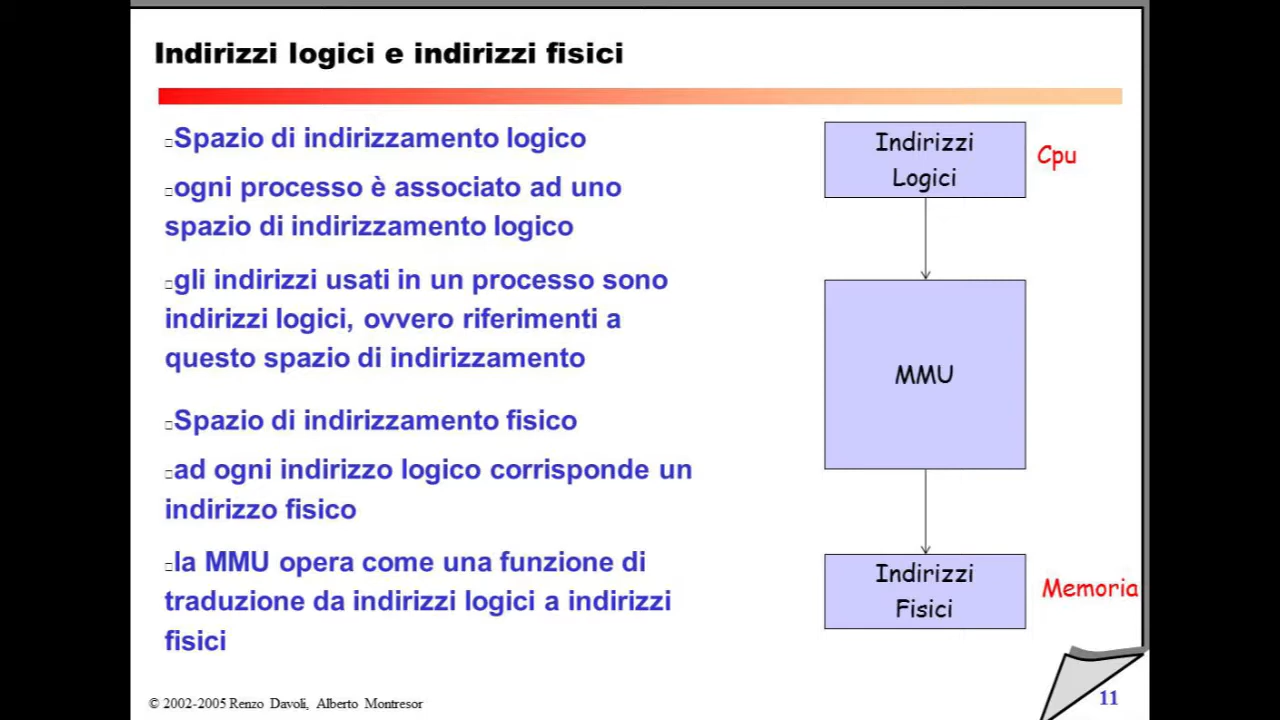 Indirizzi logici e indirizzi fisici
Spazio di indirizzamento logico
ogni processo è associato ad uno
spazio di indirizzamento logico
gli indirizzi usati in un processo sono
indirizzi logici, ovvero riferimenti a
questo spazio di indirizzamento
Spazio di indirizzamento fisico
ad ogni indirizzo logico corrisponde un
indirizzo fisico
la MMU opera come una funzione di
traduzione da indirizzi logici a indirizzi
fisici
Indirizzi
Logici
Cpu
MMU
Indirizzi
Fisici
Memoria
© 2002-2005 Renzo Davoli, Alberto Montresor
11